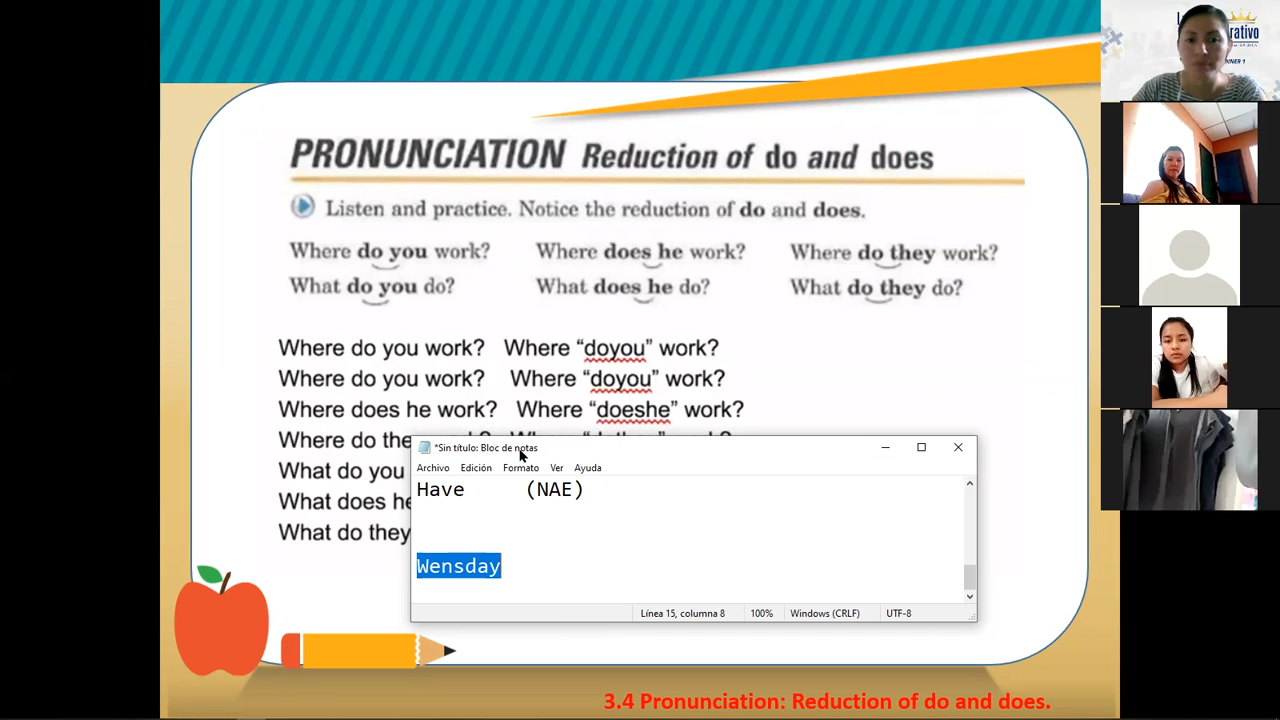 PRONUNCIATION Reduction of do and does
Listen and practice. Notice the reduction of do and does.
Where do you work? Where does he work? Where do they work?
What do you do? What does he do? What do they do?
Where do you work? Where “doyou” work?
Where do you work? Where “doyou” work?
Where does he work? Where “doeshe” work?
Where do
What do you
What does he
What do they
*Sin título: Bloc de notas
Archivo Edición Formato Ver Ayuda
Have (NAE)
Wensday
Línea 15, columna 8 100% Windows (CRLF) UTF-8
3.4 Pronunciation: Reduction of do and does.